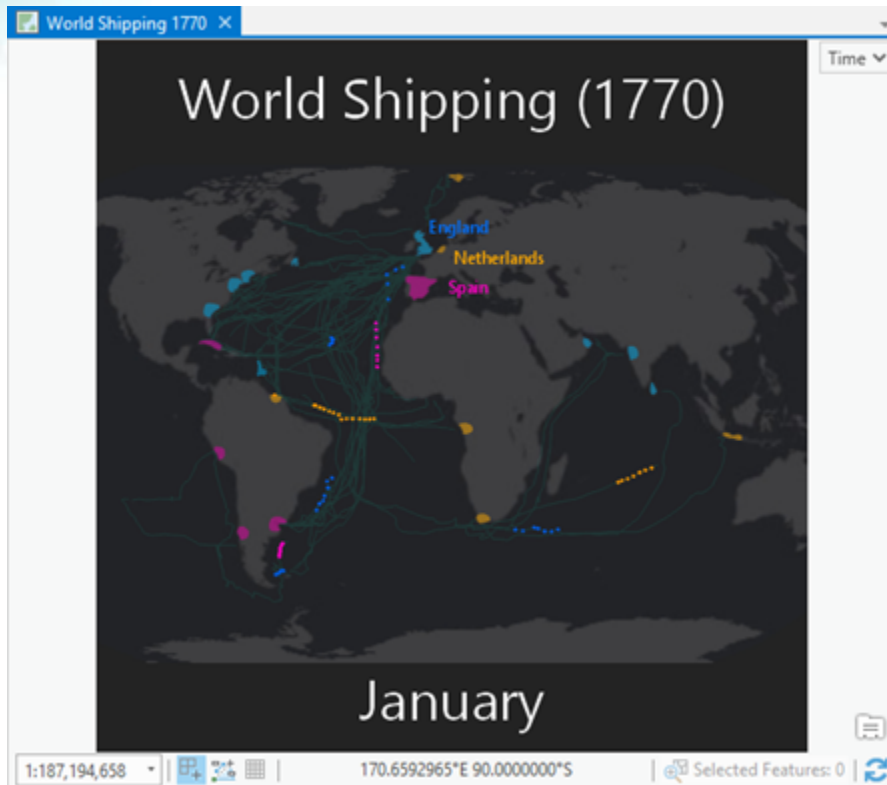 World Shipping 1770
Time
World Shipping (1770)
England
Netherlands
Spain
January
1:187,194,658
170.6592965°E 90.0000000°S
Selected Features: 0